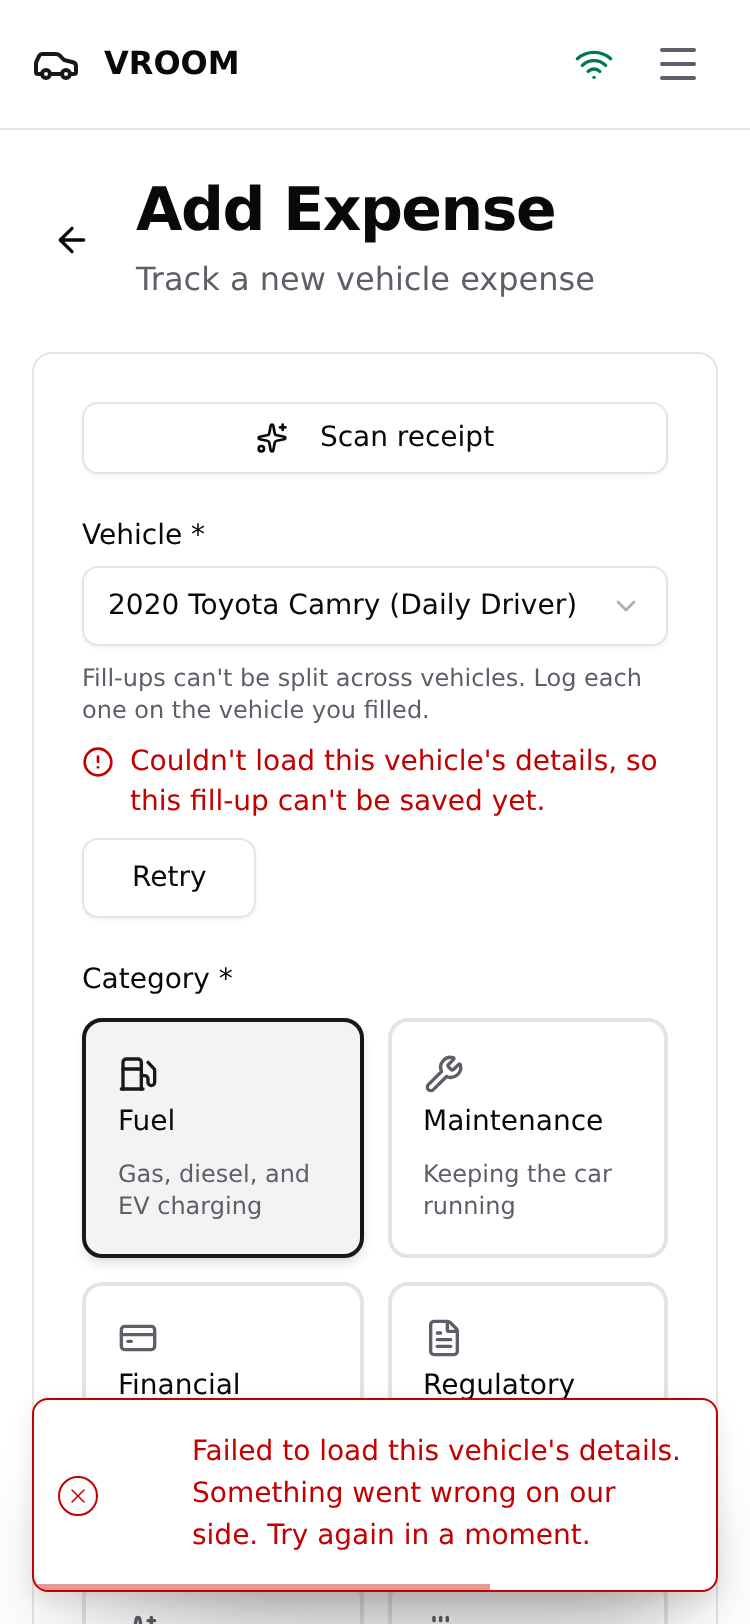 VROOM
Add Expense
Track a new vehicle expense
Scan receipt
Vehicle *
2020 Toyota Camry (Daily Driver)
Fill-ups can't be split across vehicles. Log each
one on the vehicle you filled.
Couldn't load this vehicle's details, so
this fill-up can't be saved yet.
Retry
Category *
Fuel
Gas, diesel, and
EV charging
Maintenance
Keeping the car
running
Financial
Regulatory
Failed to load this vehicle's details.
Something went wrong on our
side. Try again in a moment.